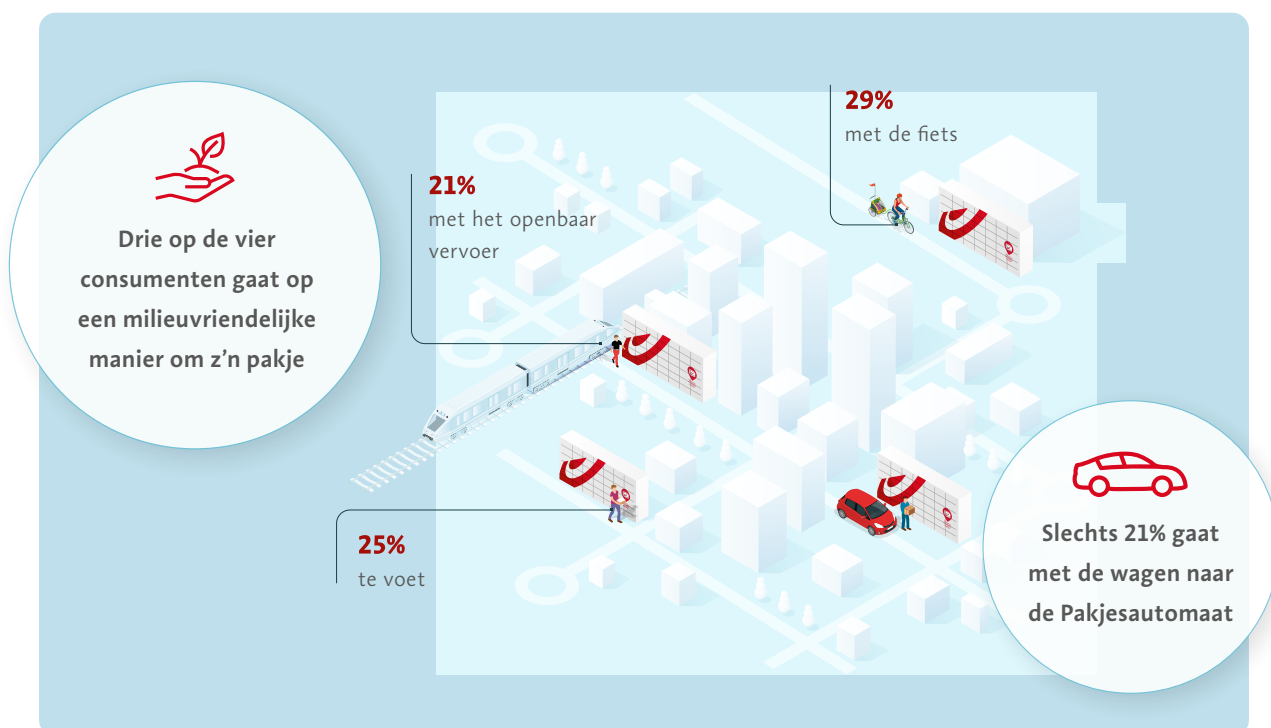 Drie op de vier
consumenten gaat op
een milieuvriendelijke
manier om z’n pakje
21%
met het openbaar
vervoer
29%
met de fiets
25%
te voet
Slechts 21% gaat
met de wagen naar
de Pakjesautomaat